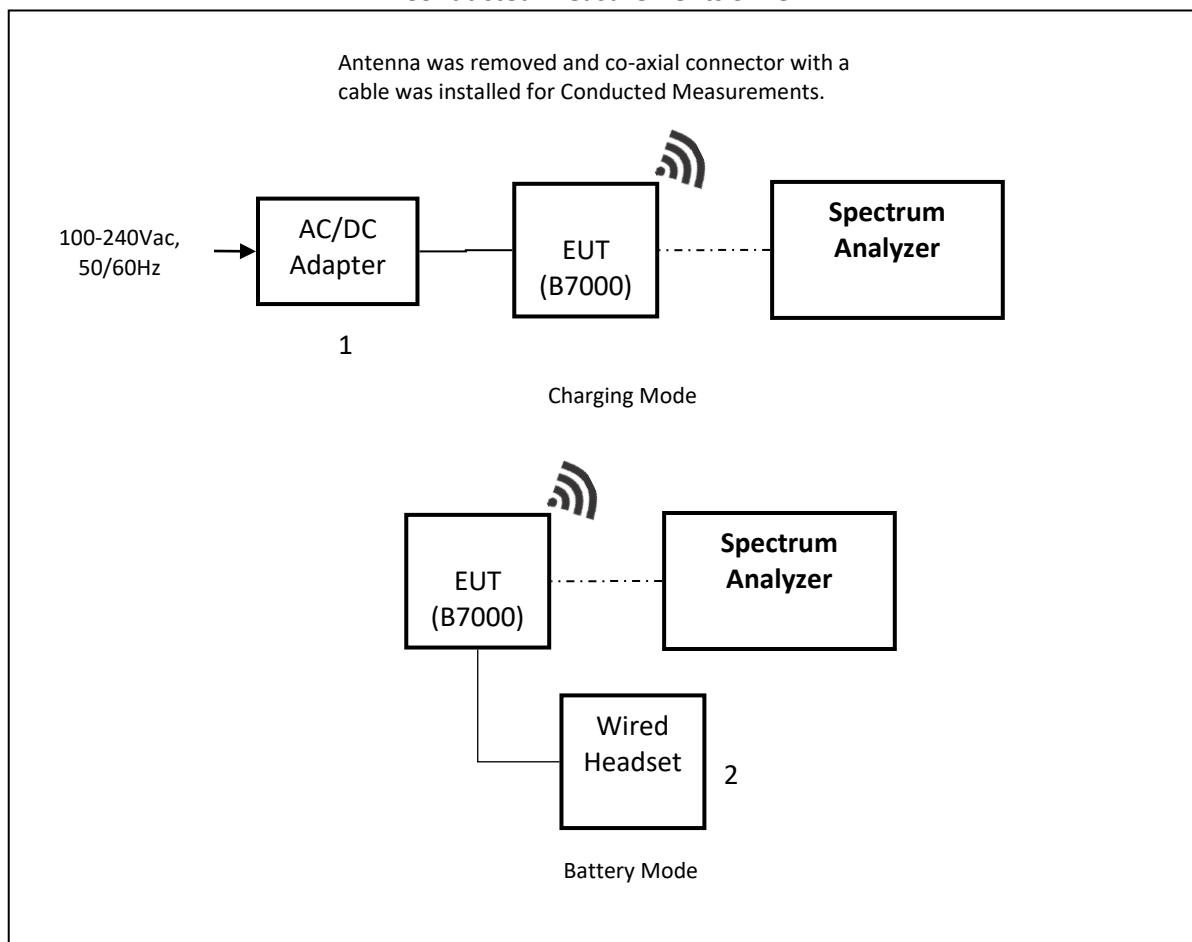 Antenna was removed and co-axial connector with a
cable was installed for Conducted Measurements.
100-240Vac,
50/60Hz
AC/DC
Adapter
1
EUT
(B7000)
Spectrum
Analyzer
Charging Mode
EUT
(B7000)
Spectrum
Analyzer
Wired
Headset
2
Battery Mode